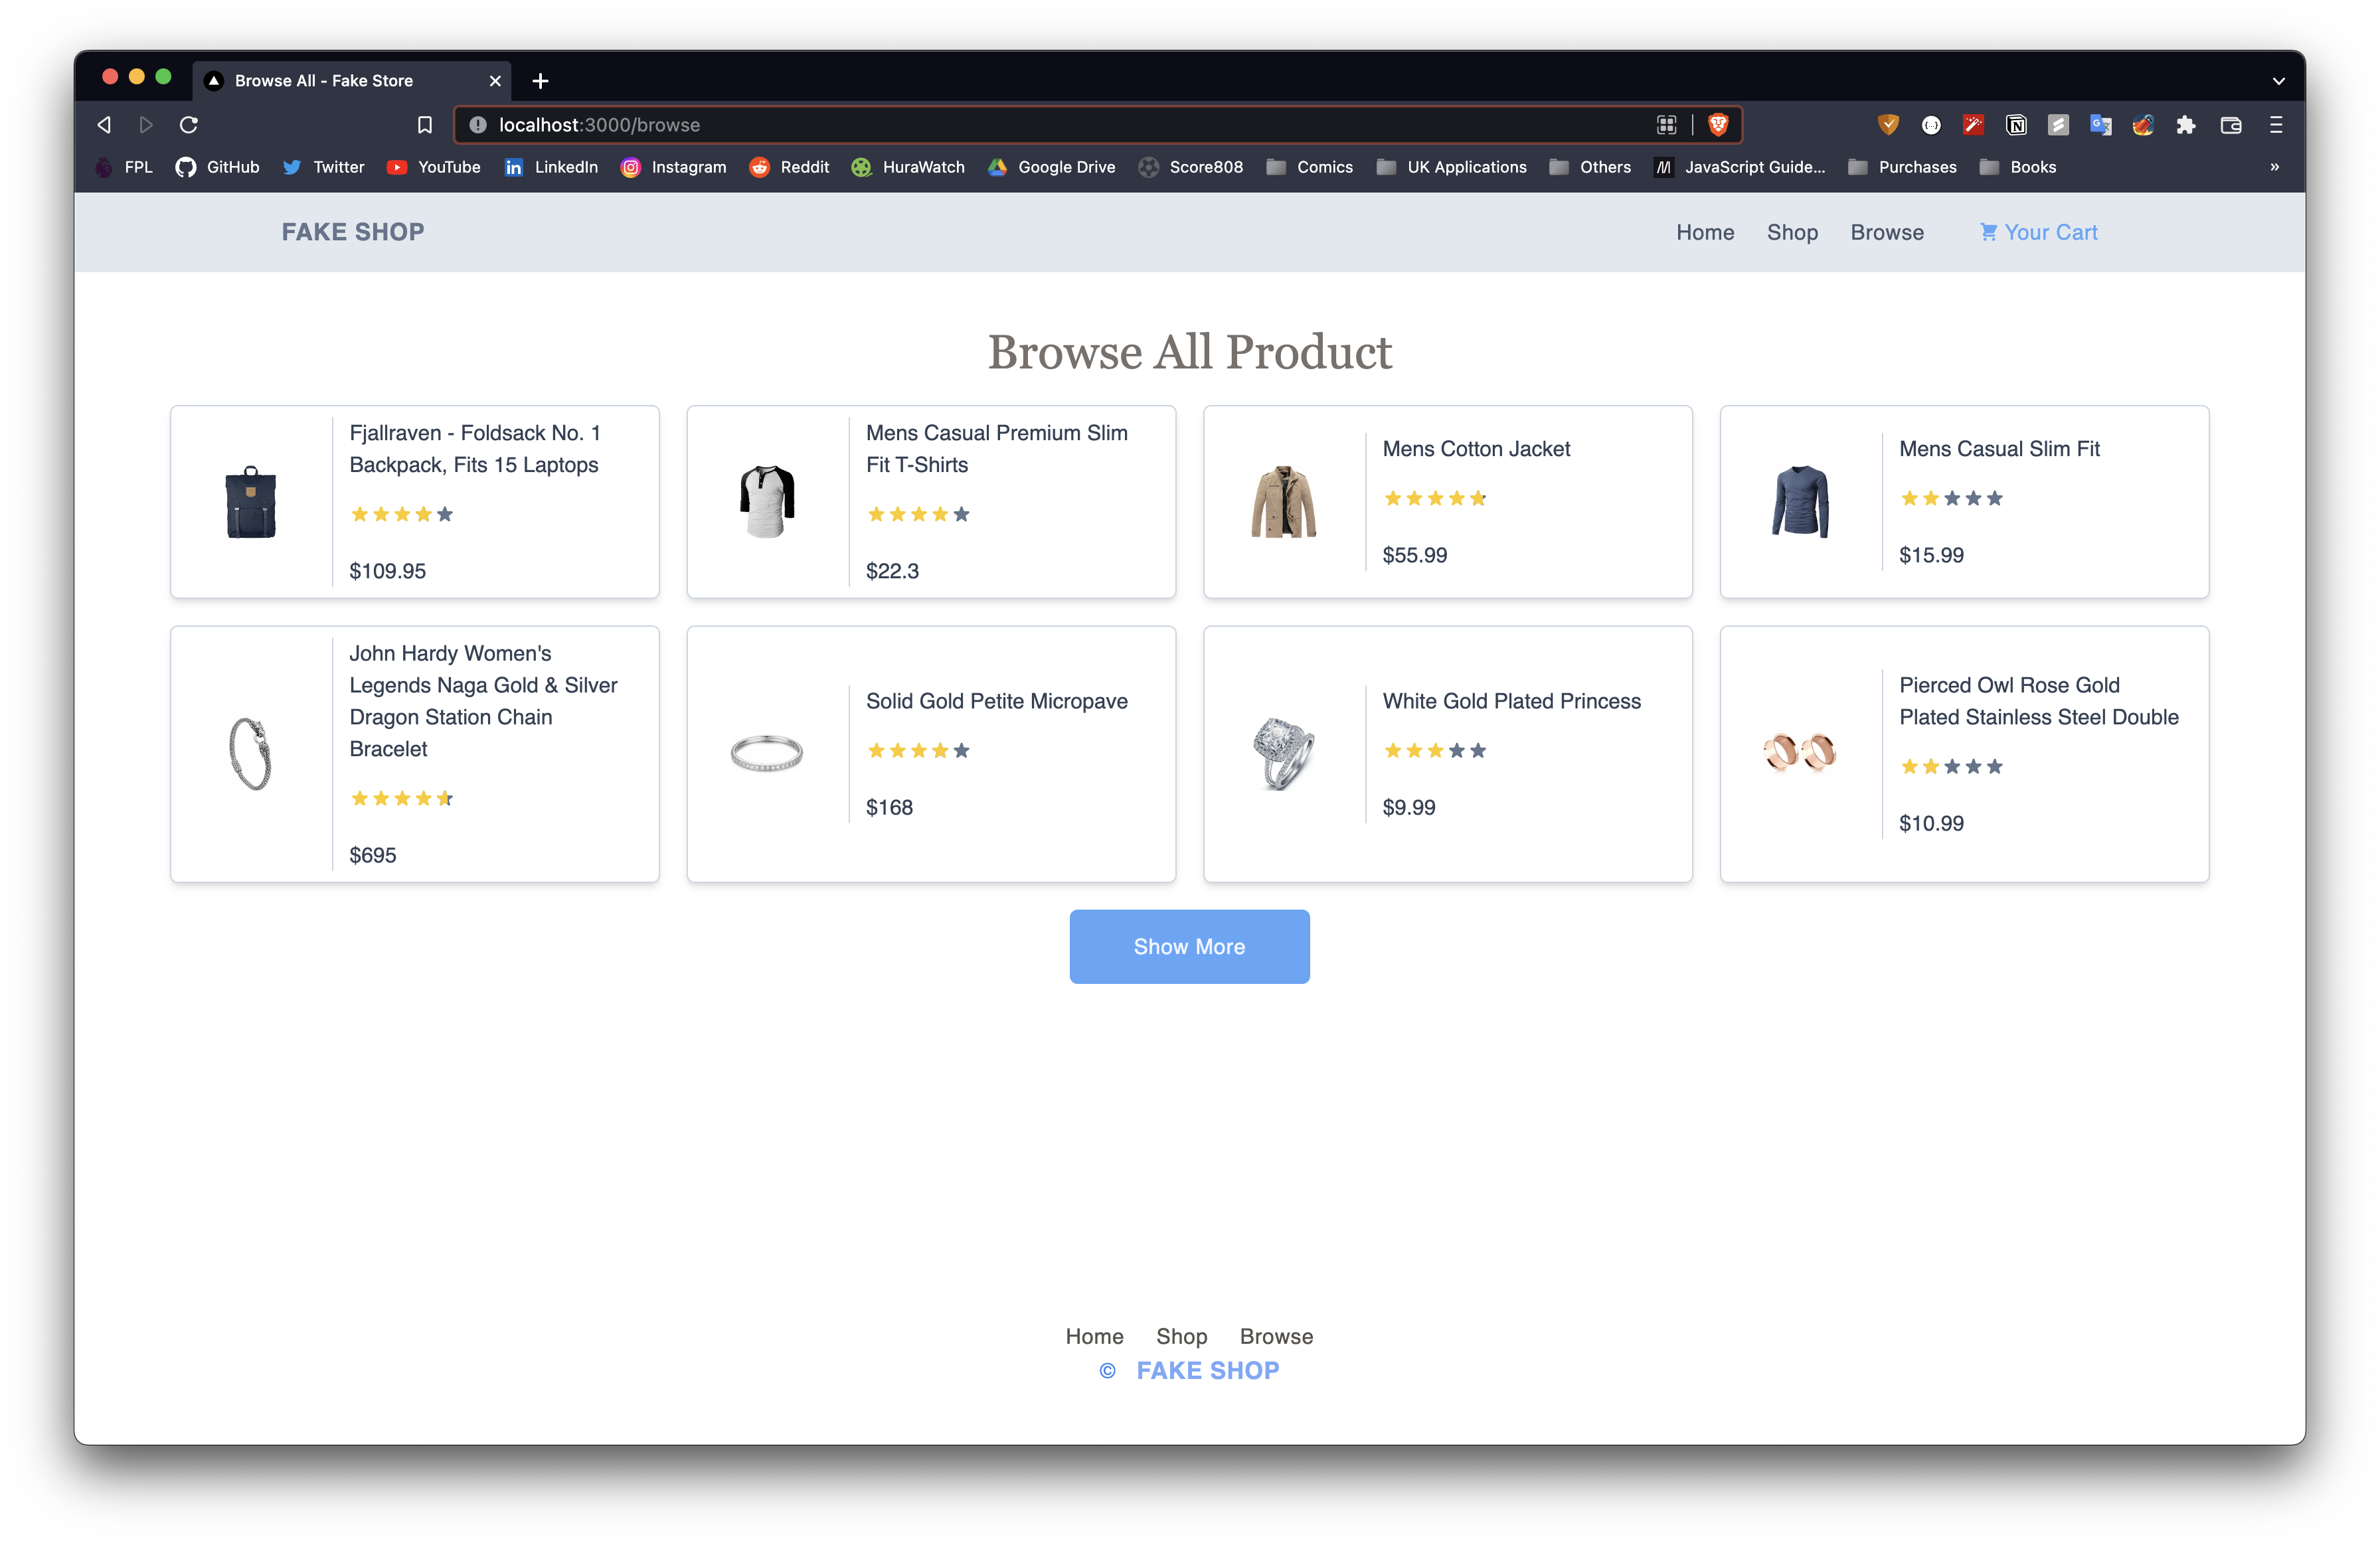 Browse All - Fake Store
localhost:3000/browse
FPL GitHub Twitter YouTube LinkedIn Instagram Reddit HuraWatch Google Drive Score808 Comics UK Applications Others JavaScript Guide... Purchases Books »
FAKE SHOP Home Shop Browse Your Cart
Browse All Product
Fjallraven - Foldsack No. 1
Backpack, Fits 15 Laptops
$109.95
Mens Casual Premium Slim
Fit T-Shirts
$22.3
Mens Cotton Jacket
$55.99
Mens Casual Slim Fit
$15.99
John Hardy Women's
Legends Naga Gold & Silver
Dragon Station Chain
Bracelet
$695
Solid Gold Petite Micropave
$168
White Gold Plated Princess
$9.99
Pierced Owl Rose Gold
Plated Stainless Steel Double
$10.99
Show More
Home Shop Browse
© FAKE SHOP